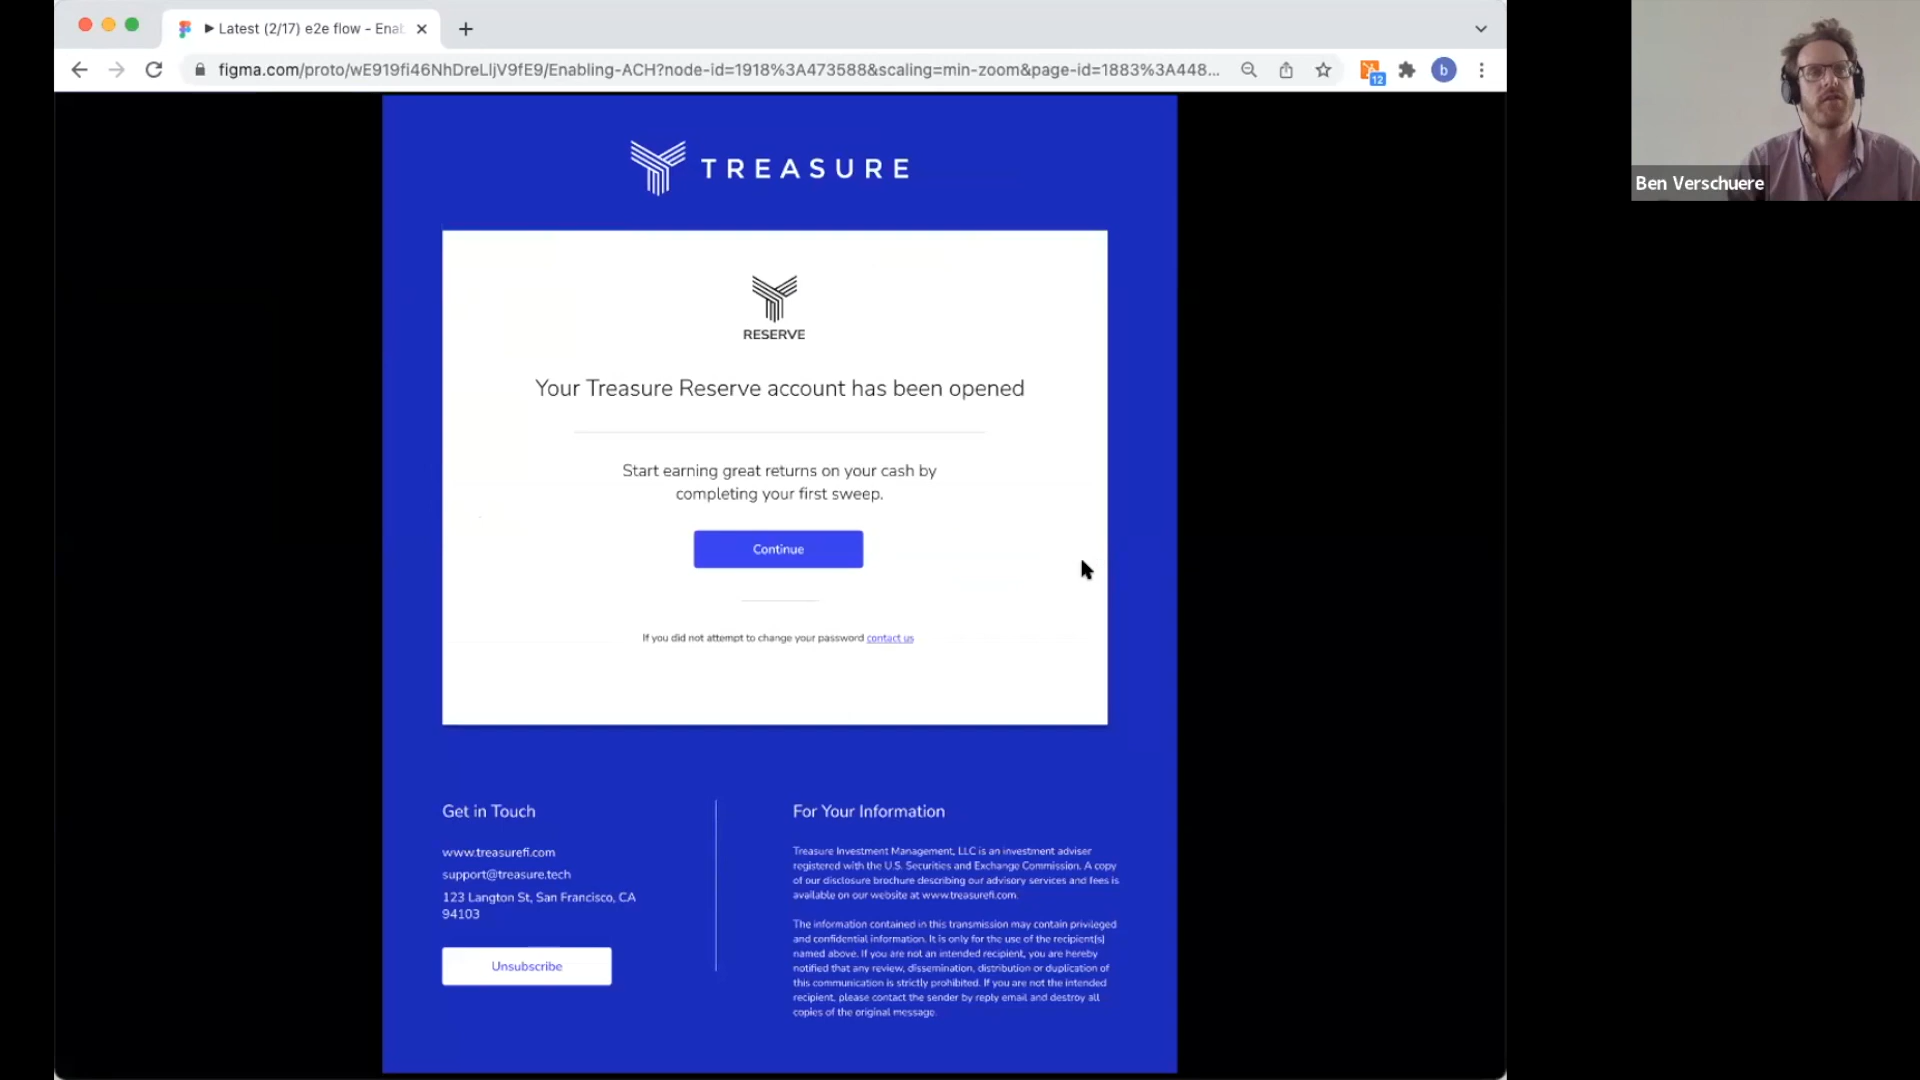 Latest (2/17) e2e flow - Enab
figma.com/proto/wE919fi46NhDreLljV9fE9/Enabling-ACH?node-id=1918%3A473588&scaling=min-zoom&page-id=1883%3A448...
12
b
Ben Verschuere
TREASURE
RESERVE
Your Treasure Reserve account has been opened
Start earning great returns on your cash by
completing your first sweep.
Continue
If you did not attempt to change your password contact us
Get in Touch
www.treasurefi.com
support@treasure.tech
123 Langton St, San Francisco, CA
94103
Unsubscribe
For Your Information
Treasure Investment Management, LLC is an investment adviser
registered with the U.S. Securities and Exchange Commission. A copy
of our disclosure brochure describing our advisory services and fees is
available on our website at www.treasurefi.com.
The information contained in this transmission may contain privileged
and confidential information. It is only for the use of the recipient(s)
named above. If you are not an intended recipient, you are hereby
notified that any review, dissemination, distribution or duplication of
this communication is strictly prohibited. If you are not the intended
recipient, please contact the sender by reply email and destroy all
copies of the original message.